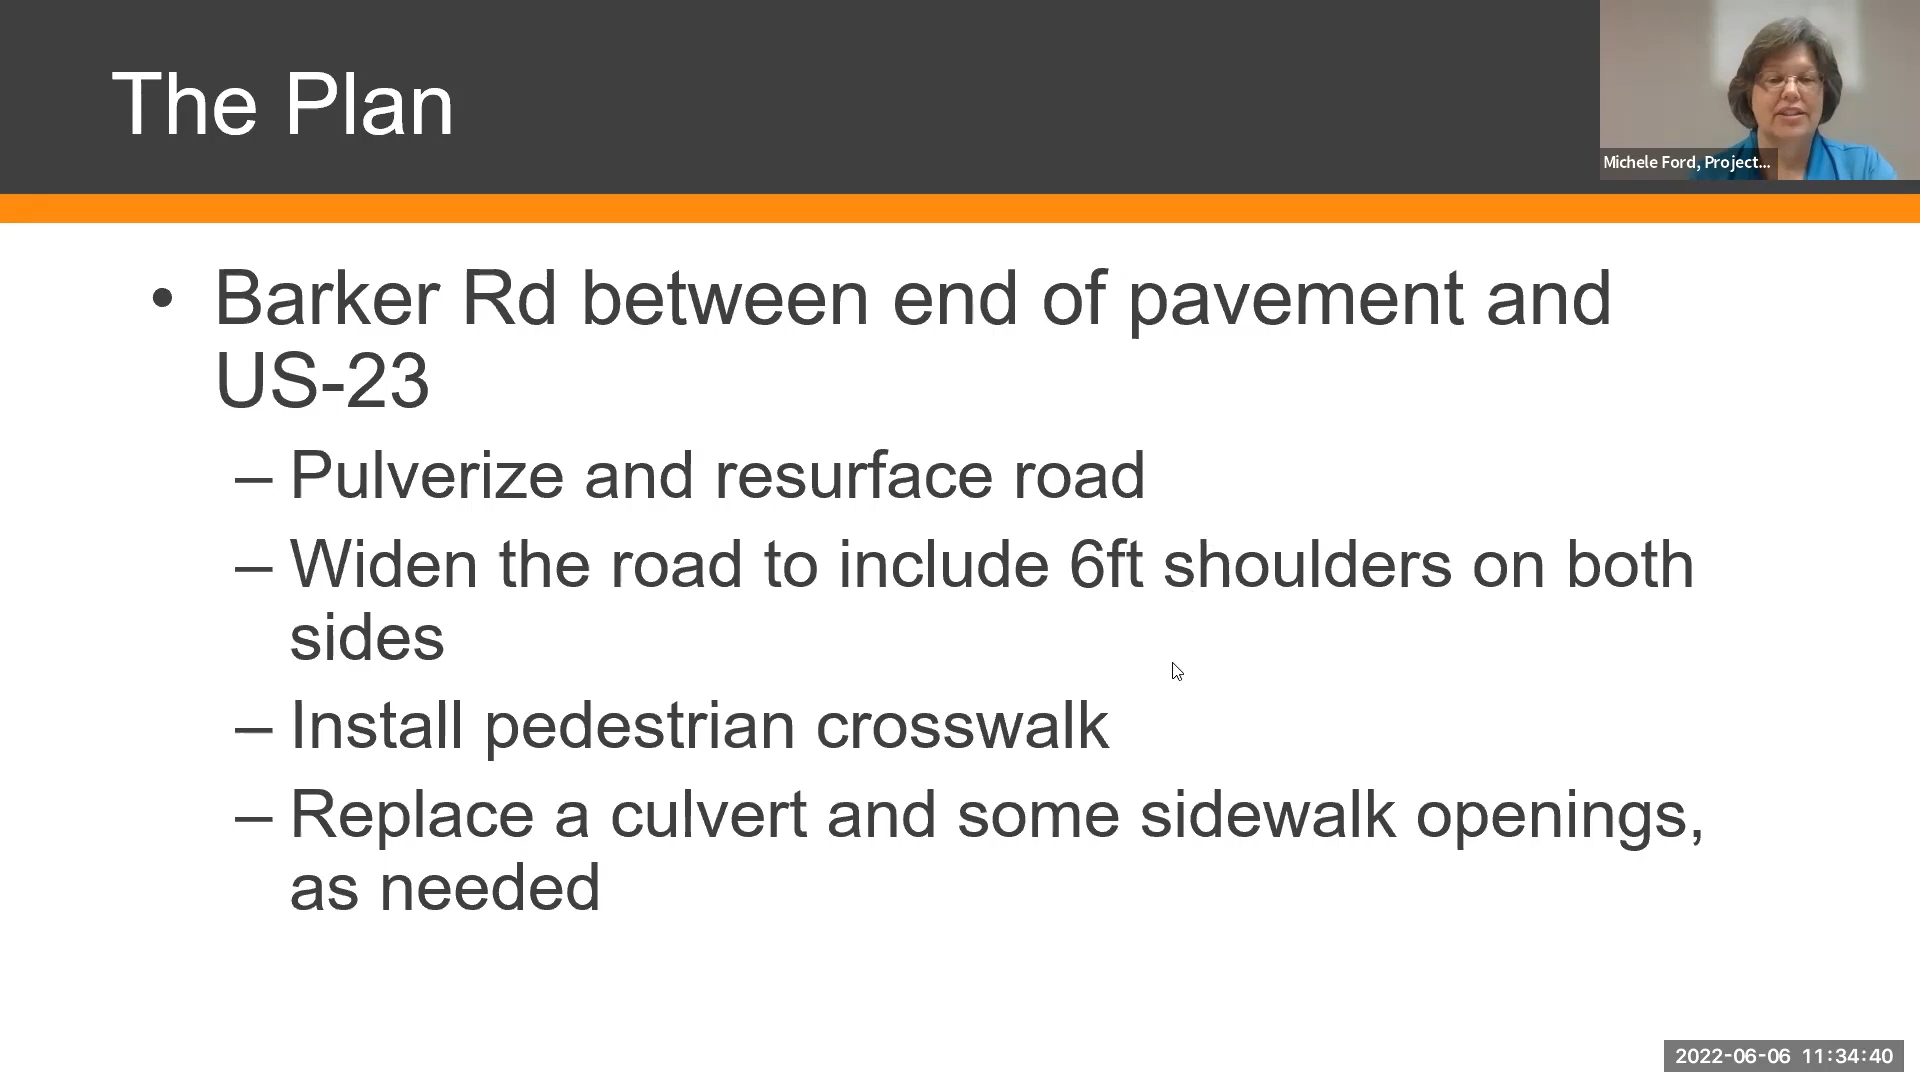 The Plan
Michele Ford, Project...
• Barker Rd between end of pavement and
US-23
– Pulverize and resurface road
– Widen the road to include 6ft shoulders on both
sides
– Install pedestrian crosswalk
– Replace a culvert and some sidewalk openings,
as needed
2022-06-06 11:34:40